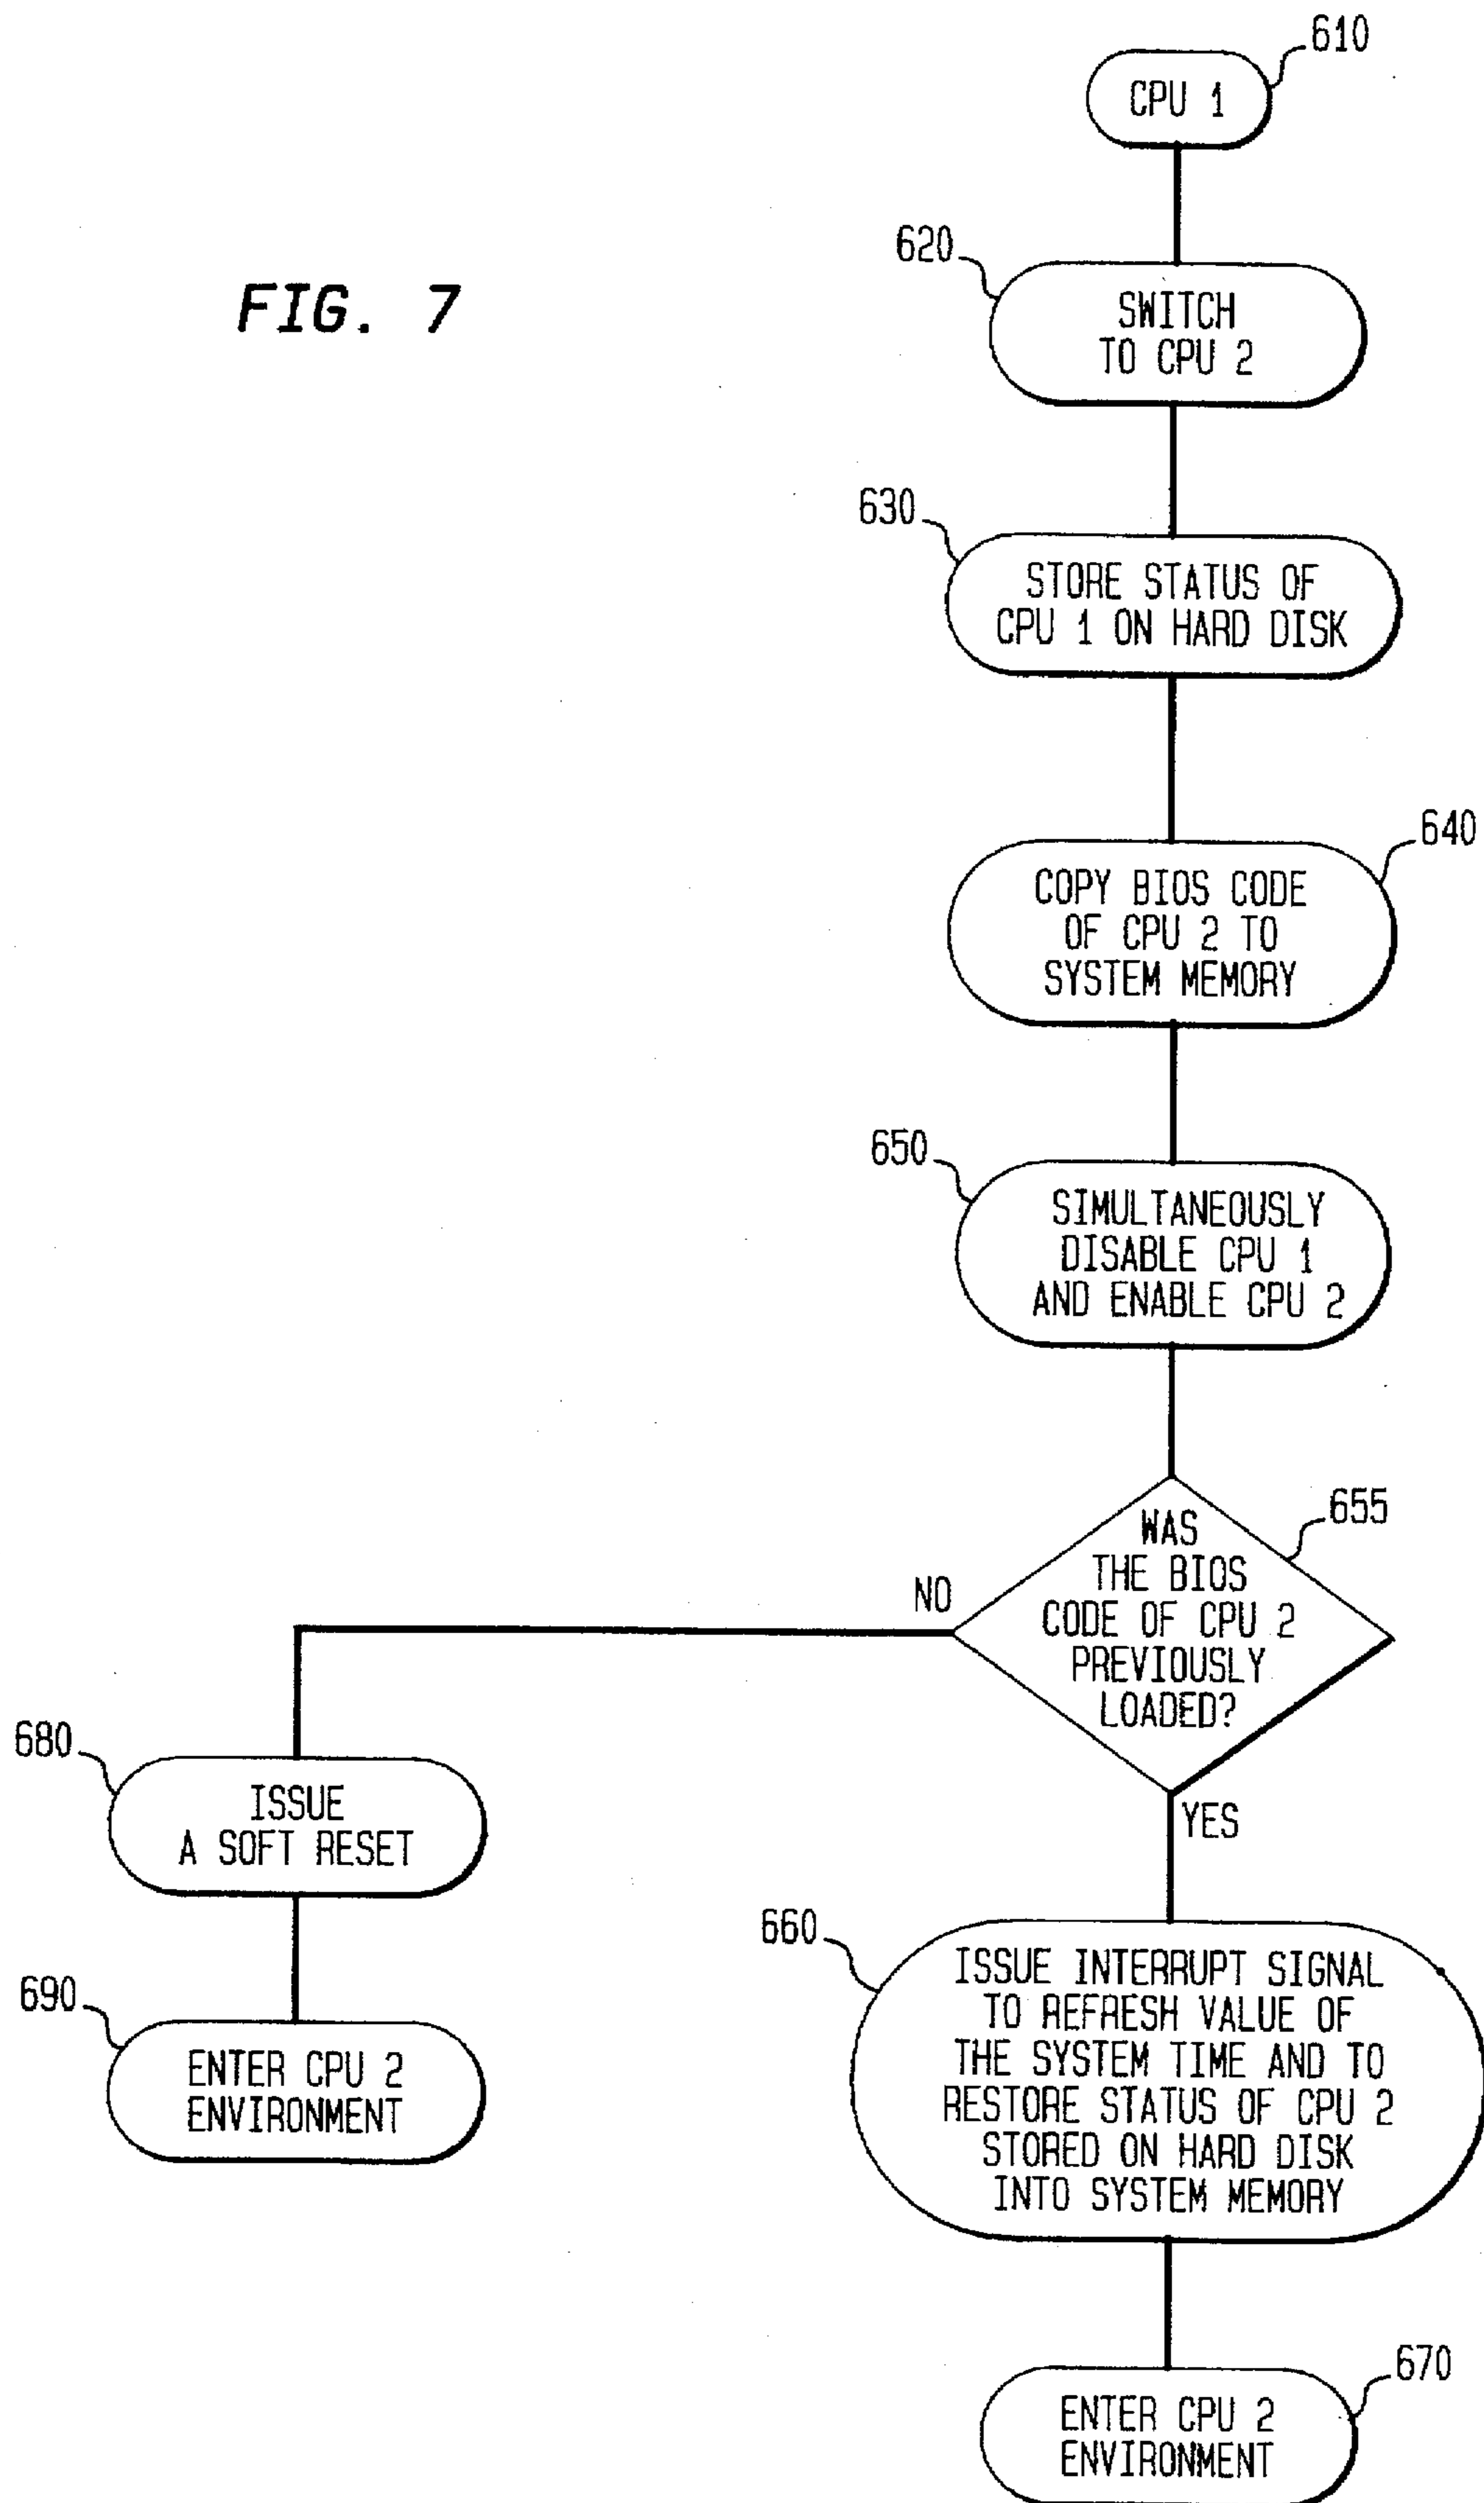 FIG. 7
610
CPU 1
620
SWITCH
TO CPU 2
630
STORE STATUS OF
CPU 1 ON HARD DISK
640
COPY BIOS CODE
OF CPU 2 TO
SYSTEM MEMORY
650
SIMULTANEOUSLY
DISABLE CPU 1
AND ENABLE CPU 2
655
WAS
THE BIOS
CODE OF CPU 2
PREVIOUSLY
LOADED?
NO
YES
680
ISSUE
A SOFT RESET
690
ENTER CPU 2
ENVIRONMENT
660
ISSUE INTERRUPT SIGNAL
TO REFRESH VALUE OF
THE SYSTEM TIME AND TO
RESTORE STATUS OF CPU 2
STORED ON HARD DISK
INTO SYSTEM MEMORY
670
ENTER CPU 2
ENVIRONMENT